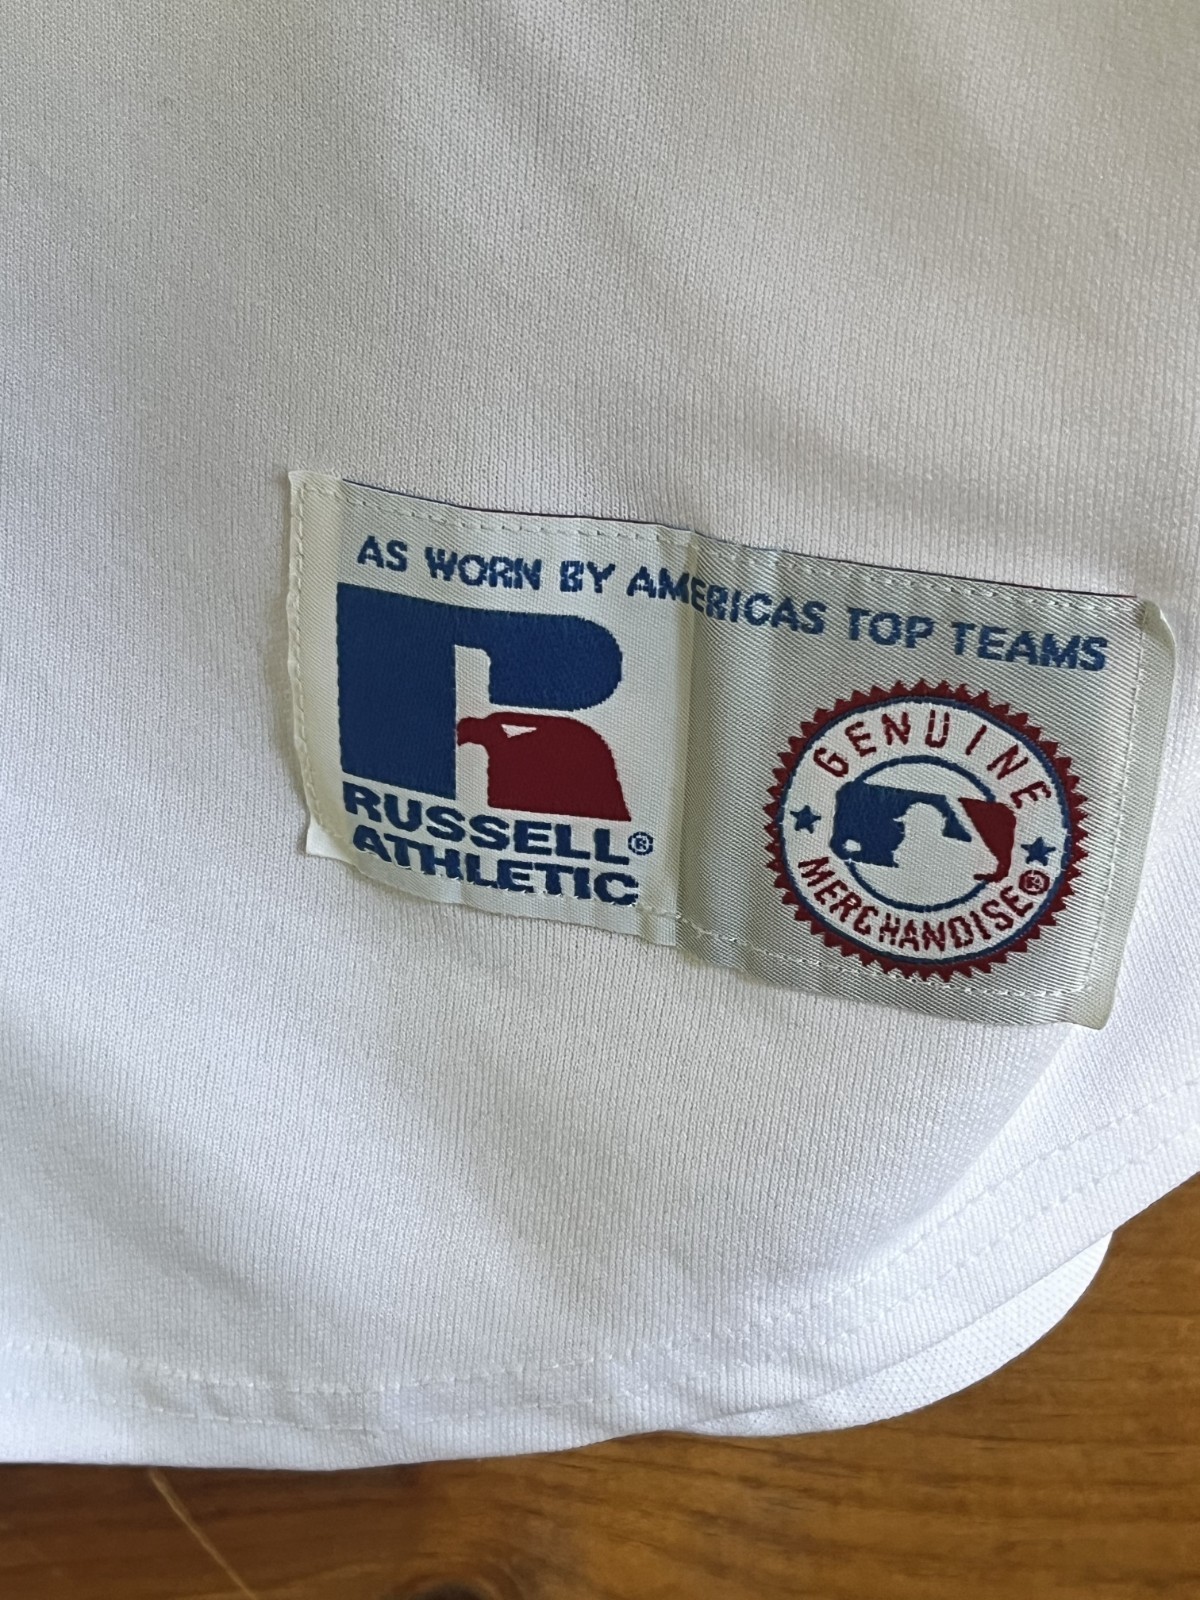 AS WORN BY AMERICAS TOP TEAMS
R
RUSSELL®
ATHLETIC
GENUINE
MERCHANDISE®